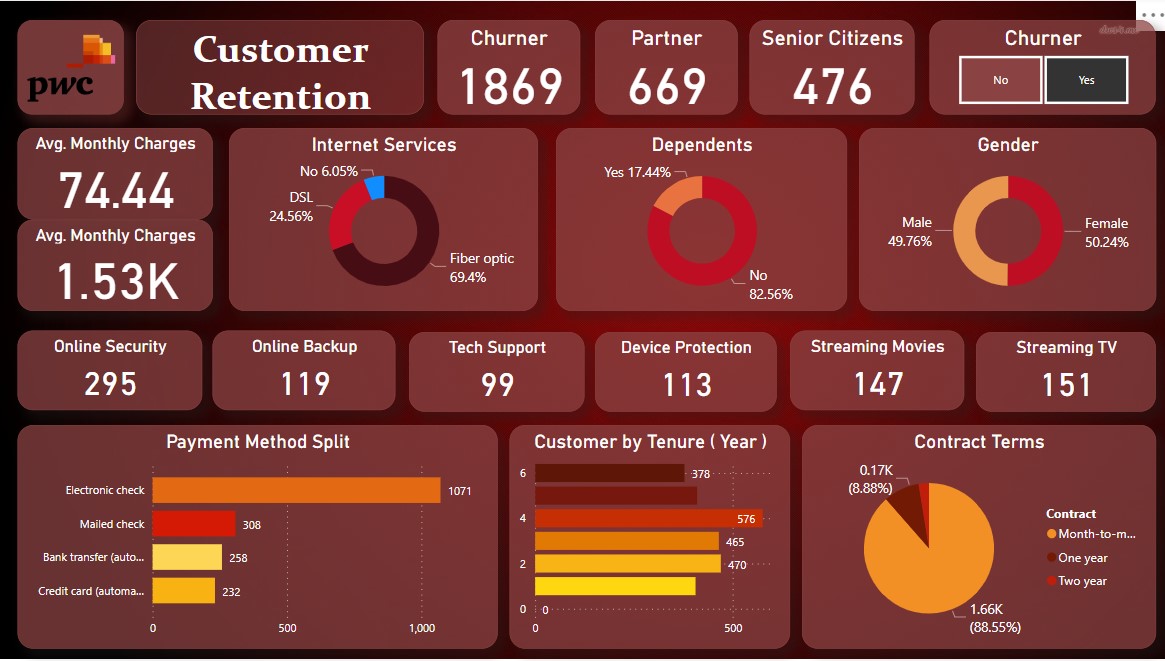 pwc
Customer
Retention
Churner
1869
Partner
669
Senior Citizens
476
Churner
No
Yes
Avg. Monthly Charges
74.44
Avg. Monthly Charges
1.53K
Internet Services
No 6.05%
DSL
24.56%
Fiber optic
69.4%
Dependents
Yes 17.44%
No
82.56%
Gender
Male
49.76%
Female
50.24%
Online Security
295
Online Backup
119
Tech Support
99
Device Protection
113
Streaming Movies
147
Streaming TV
151
Payment Method Split
Electronic check
1071
Mailed check
308
Bank transfer (auto...
258
Credit card (automa...
232
0
500
1,000
Customer by Tenure ( Year )
6
378
4
576
465
2
470
0
0
0
500
Contract Terms
0.17K
(8.88%)
1.66K
(88.55%)
Contract
Month-to-m...
One year
Two year